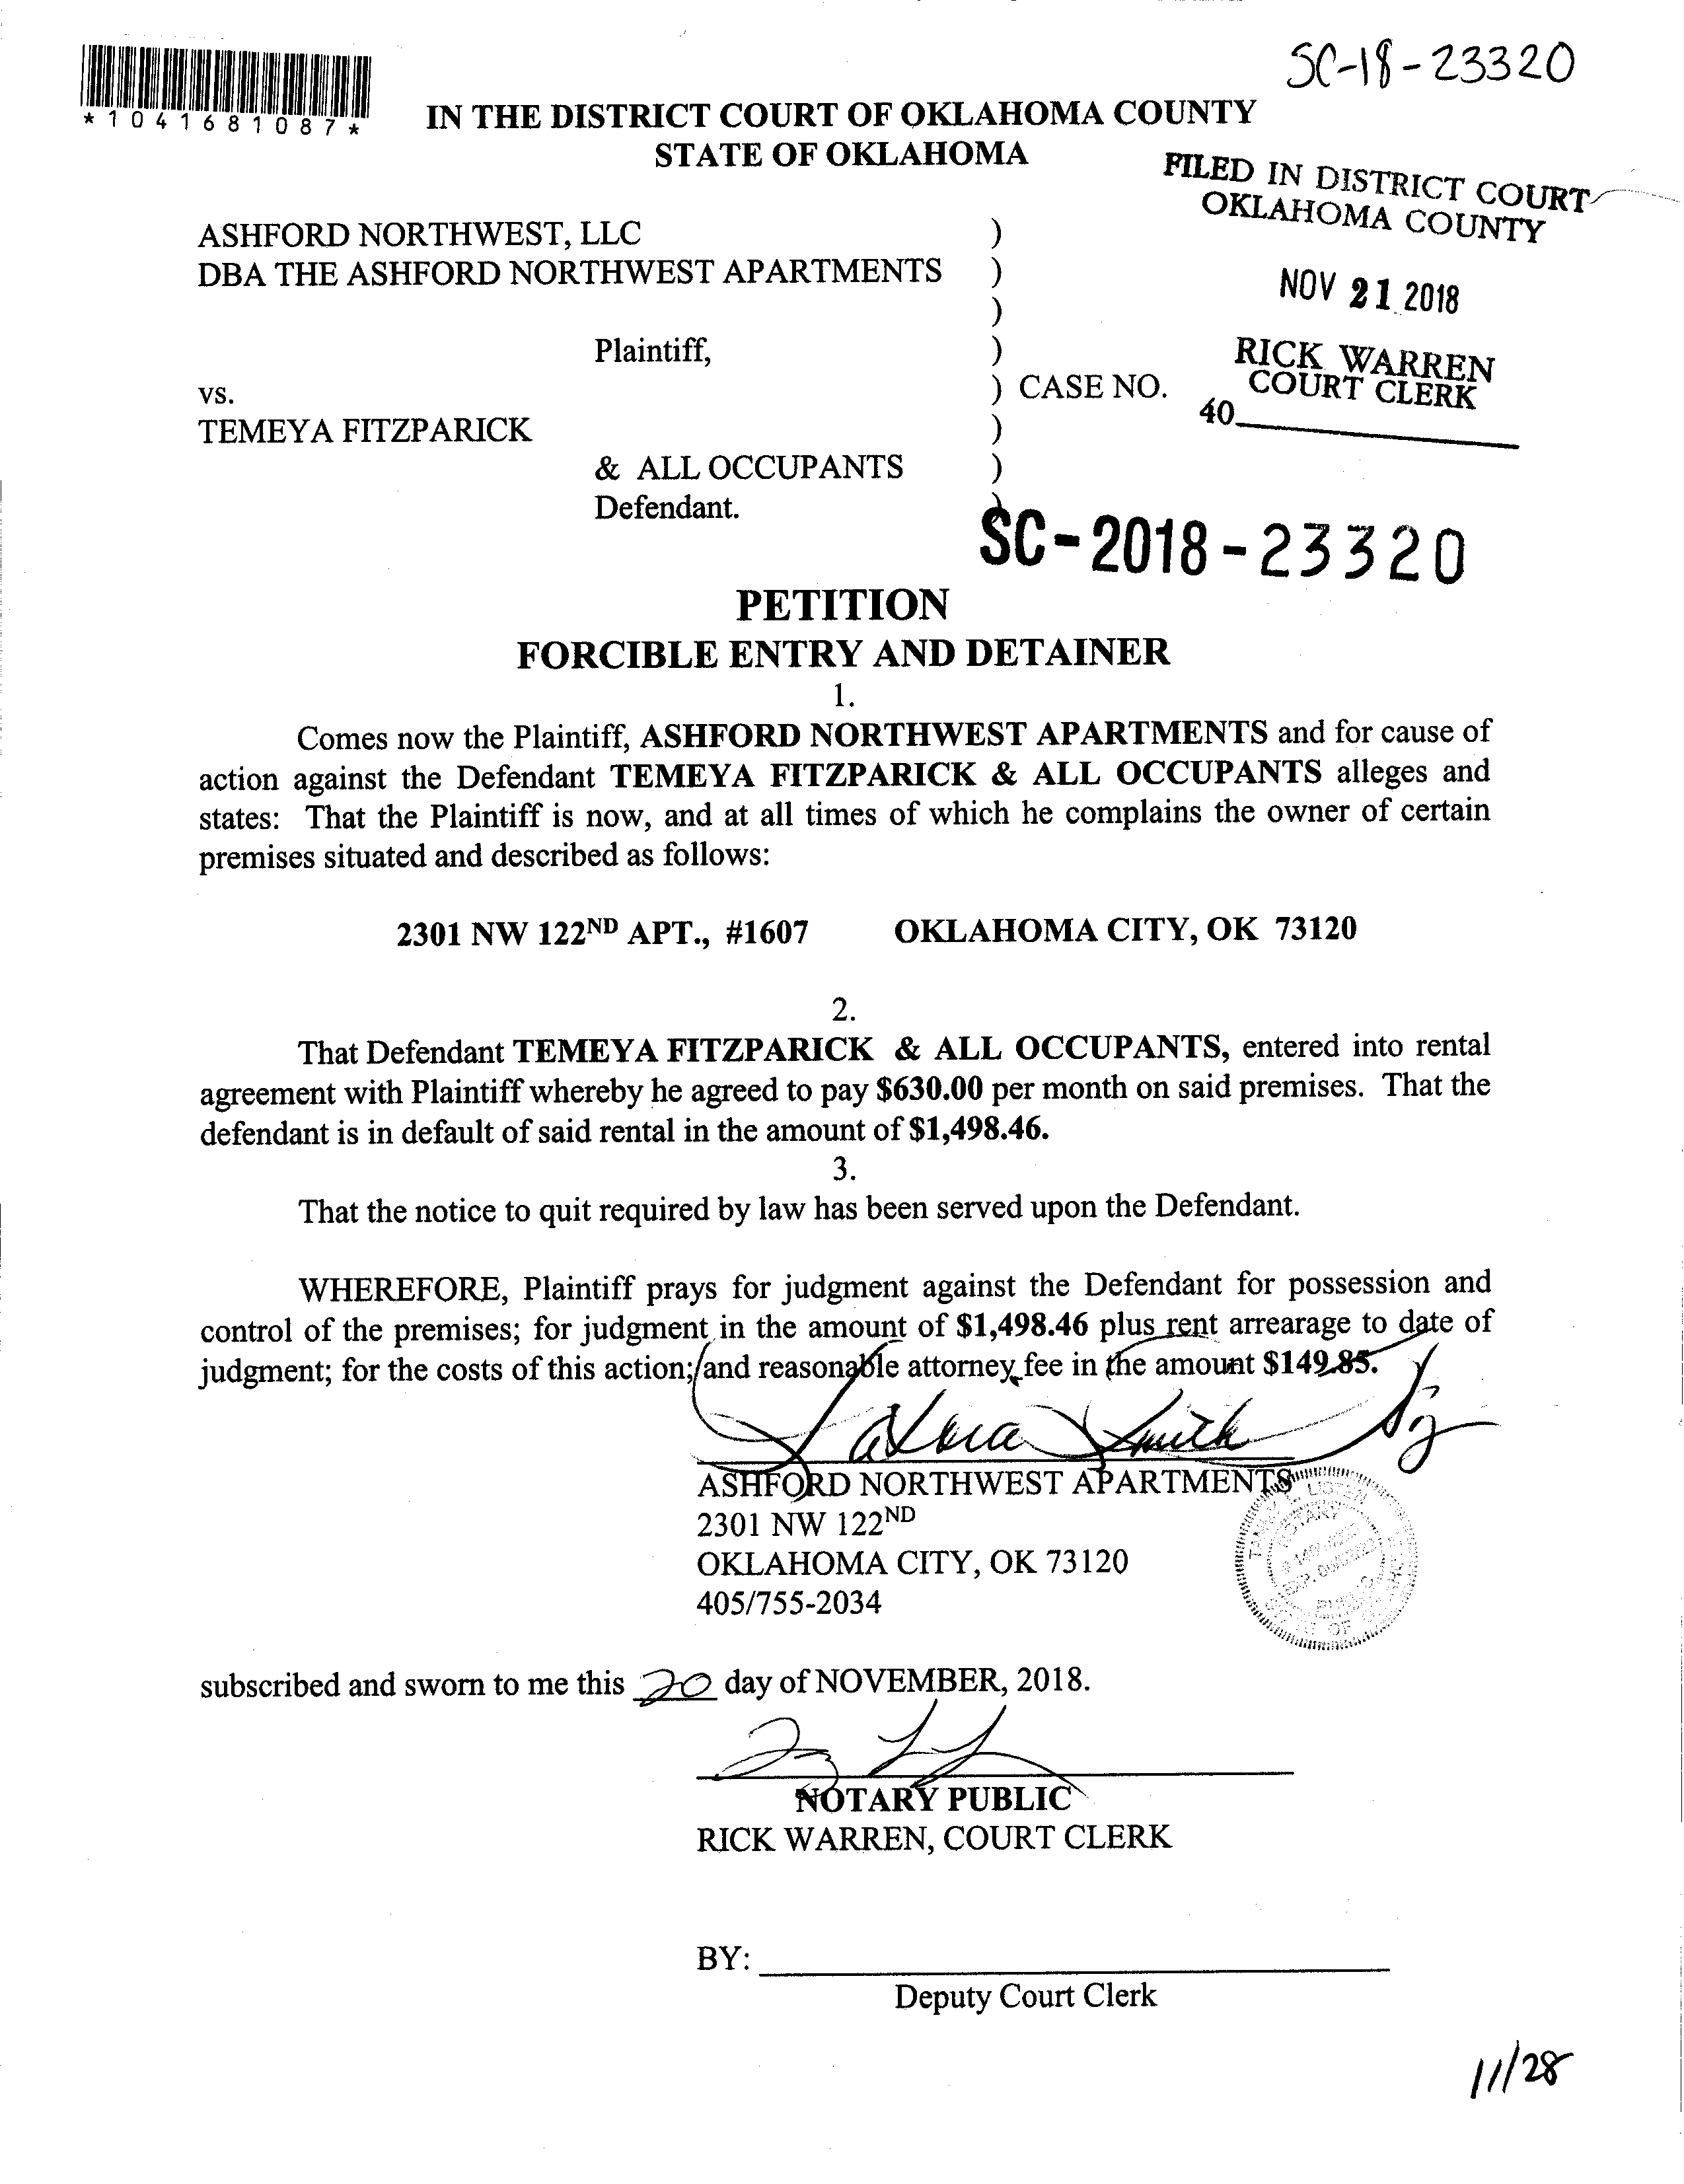 SC-18-23320
*1041681087*
IN THE DISTRICT COURT OF OKLAHOMA COUNTY
STATE OF OKLAHOMA
FILED IN DISTRICT COURT
OKLAHOMA COUNTY
NOV 21 2018
RICK WARREN
COURT CLERK
40
ASHFORD NORTHWEST, LLC )
DBA THE ASHFORD NORTHWEST APARTMENTS )
)
Plaintiff, )
vs. ) CASE NO.
TEMEYA FITZPARICK )
& ALL OCCUPANTS )
Defendant. )
SC-2018-23320
PETITION
FORCIBLE ENTRY AND DETAINER
1.
Comes now the Plaintiff, ASHFORD NORTHWEST APARTMENTS and for cause of
action against the Defendant TEMEYA FITZPARICK & ALL OCCUPANTS alleges and
states: That the Plaintiff is now, and at all times of which he complains the owner of certain
premises situated and described as follows:
2301 NW 122ND APT., #1607 OKLAHOMA CITY, OK 73120
2.
That Defendant TEMEYA FITZPARICK & ALL OCCUPANTS, entered into rental
agreement with Plaintiff whereby he agreed to pay $630.00 per month on said premises. That the
defendant is in default of said rental in the amount of $1,498.46.
3.
That the notice to quit required by law has been served upon the Defendant.
WHEREFORE, Plaintiff prays for judgment against the Defendant for possession and
control of the premises; for judgment in the amount of $1,498.46 plus rent arrearage to date of
judgment; for the costs of this action; and reasonable attorney fee in the amount $149.85.
Smith
ASHFORD NORTHWEST APARTMENTS
2301 NW 122ND
OKLAHOMA CITY, OK 73120
405/755-2034
NOTARY
subscribed and sworn to me this 20 day of NOVEMBER, 2018.
NOTARY PUBLIC
RICK WARREN, COURT CLERK
BY:
Deputy Court Clerk
11/28